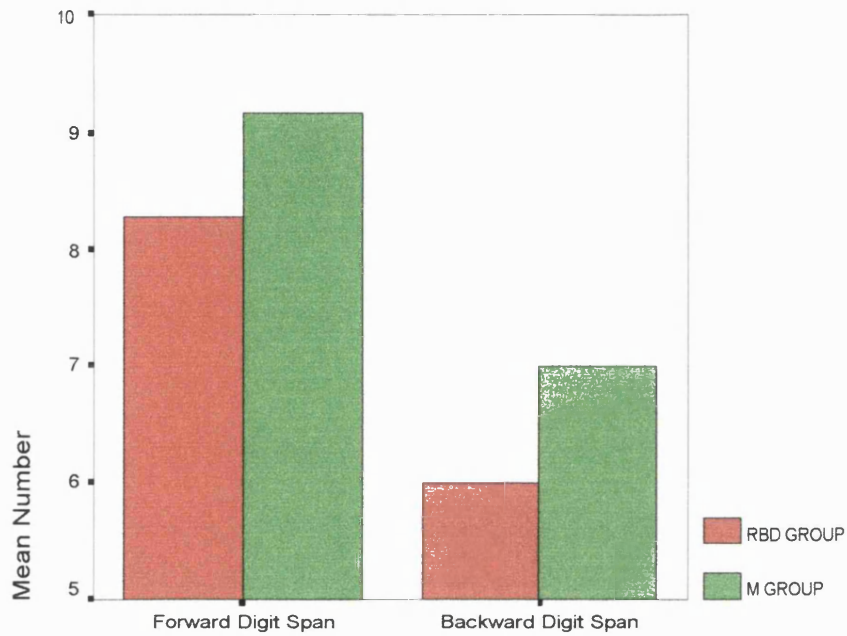 10
9
8
7
6
5
Mean Number
Forward Digit Span
Backward Digit Span
RBD GROUP
M GROUP